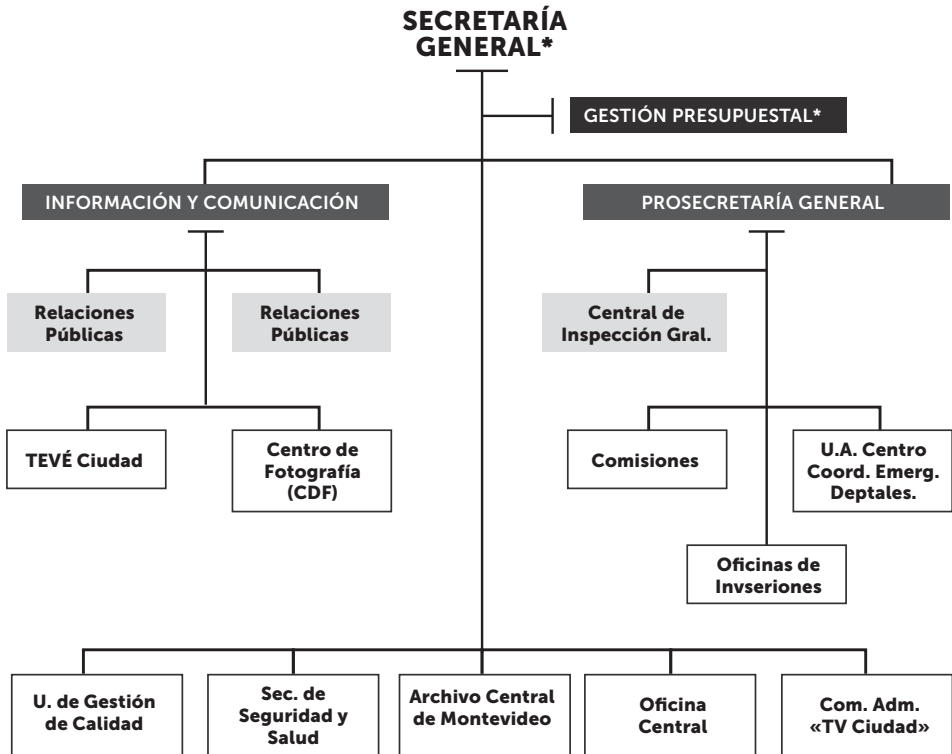 SECRETARÍA
GENERAL*
GESTIÓN PRESUPUESTAL*
INFORMACIÓN Y COMUNICACIÓN
PROSECRETARÍA GENERAL
Relaciones
Públicas
Relaciones
Públicas
Central de
Inspección Gral.
TEVÉ Ciudad
Centro de
Fotografía
(CDF)
Comisiones
U.A. Centro
Coord. Emerg.
Deptales.
Oficinas de
Invseriones
U. de Gestión
de Calidad
Sec. de
Seguridad y
Salud
Archivo Central
de Montevideo
Oficina
Central
Com. Adm.
«TV Ciudad»